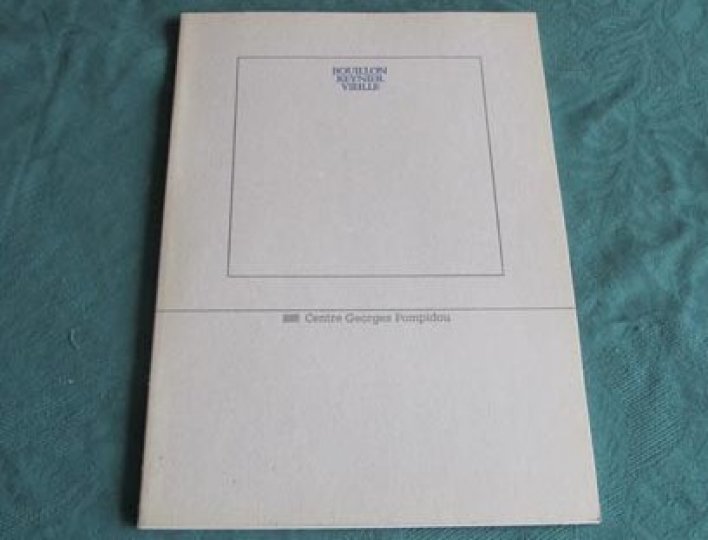 BOUILLON
REYNIER
VIEILLE
Centre Georges Pompidou